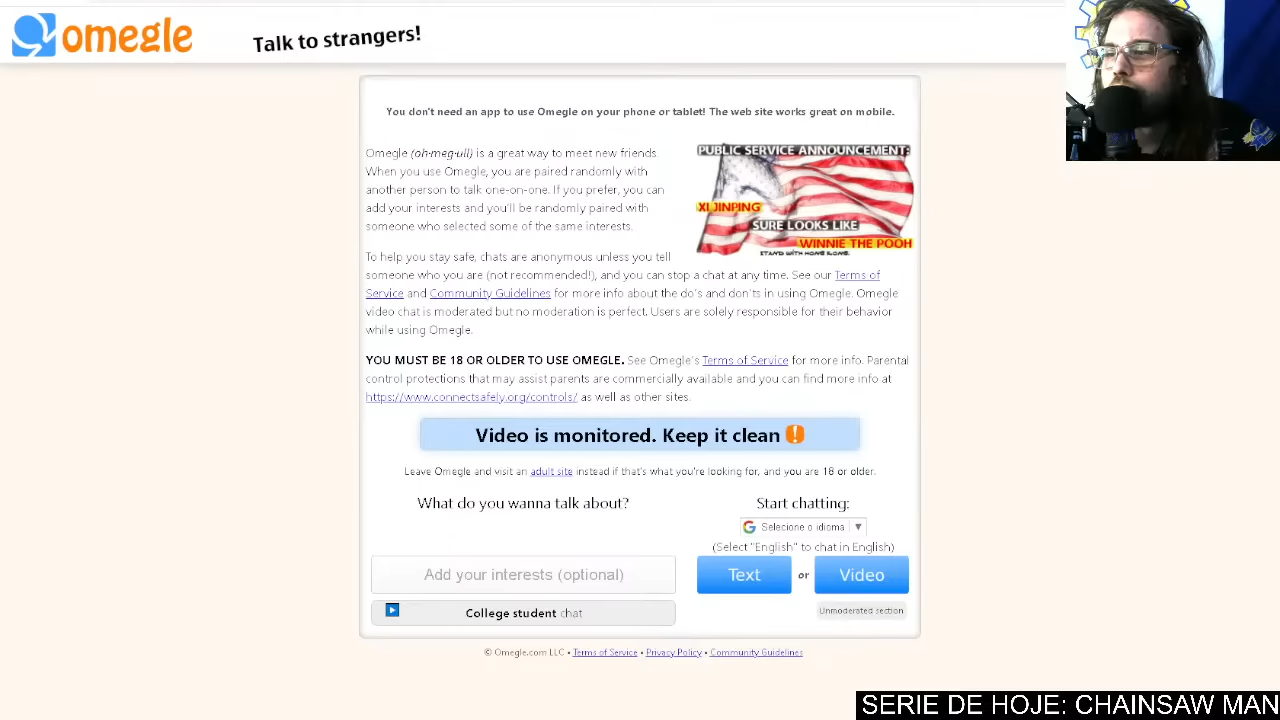 omegle
Talk to strangers!
You don't need an app to use Omegle on your phone or tablet! The web site works great on mobile.
Omegle (oh·meg·ull) is a great way to meet new friends.
When you use Omegle, you are paired randomly with
another person to talk one-on-one. If you prefer, you can
add your interests and you'll be randomly paired with
someone who selected some of the same interests.
PUBLIC SERVICE ANNOUNCEMENT:
XI JINPING
SURE LOOKS LIKE
WINNIE THE POOH
STAND WITH HONG KONG.
To help you stay safe, chats are anonymous unless you tell
someone who you are (not recommended!), and you can stop a chat at any time. See our Terms of
Service and Community Guidelines for more info about the do's and don'ts in using Omegle. Omegle
video chat is moderated but no moderation is perfect. Users are solely responsible for their behavior
while using Omegle.
YOU MUST BE 18 OR OLDER TO USE OMEGLE. See Omegle's Terms of Service for more info. Parental
control protections that may assist parents are commercially available and you can find more info at
https://www.connectsafely.org/controls/ as well as other sites.
Video is monitored. Keep it clean !
Leave Omegle and visit an adult site instead if that's what you're looking for, and you are 18 or older.
What do you wanna talk about?
Start chatting:
G Selecione o idioma ▼
(Select "English" to chat in English)
Add your interests (optional)
Text or Video
College student chat
Unmoderated section
© Omegle.com LLC • Terms of Service • Privacy Policy • Community Guidelines
SERIE DE HOJE: CHAINSAW MAN